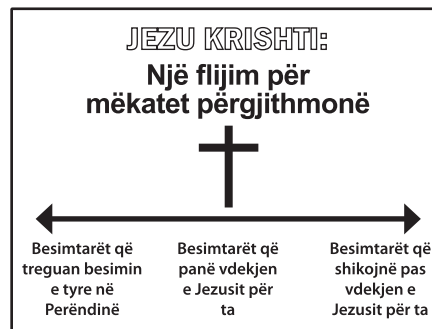 JEZU KRISHTI:
Një flijim për
mëkatet përgjithmonë
Besimtarët që
treguan besimin
e tyre në
Perëndinë
Besimtarët që
panë vdekjen
e Jezusit për
ta
Besimtarët që
shikojnë pas
vdekjen e
Jezusit për ta